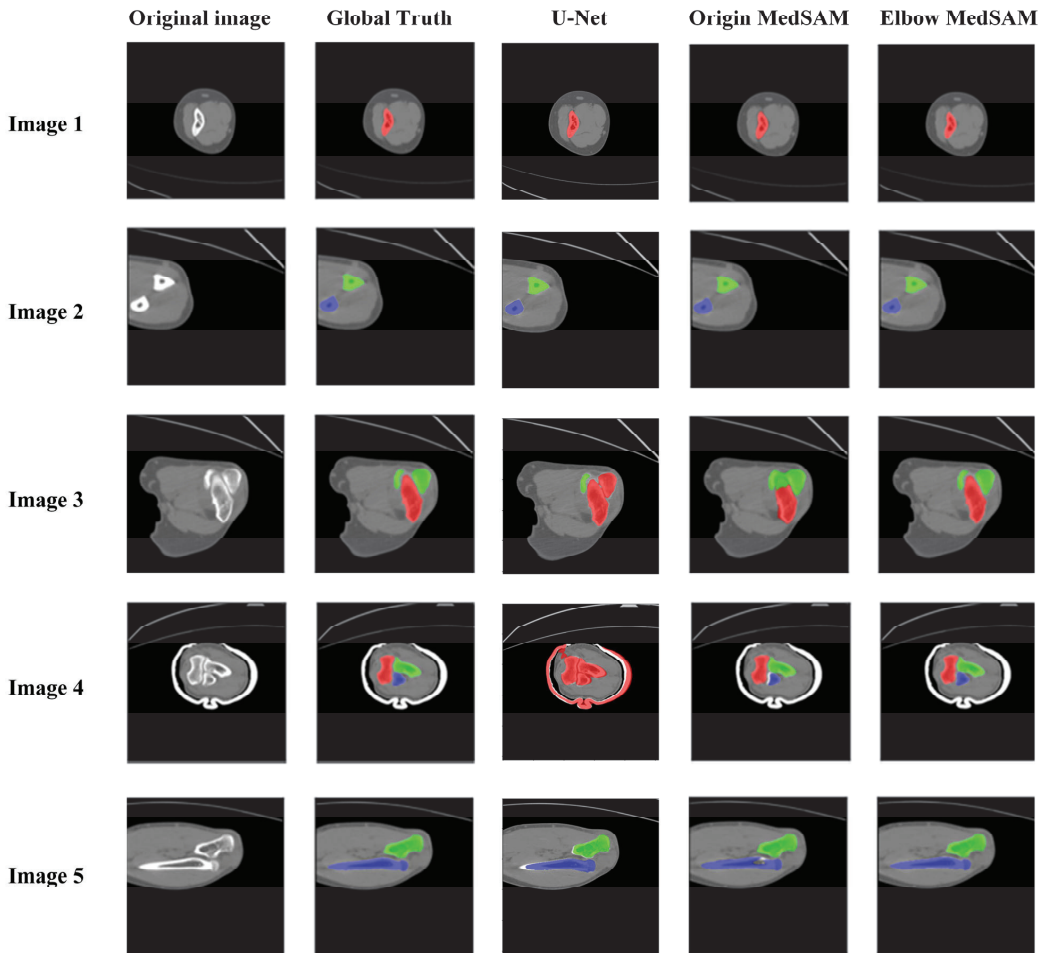 Original image Global Truth U-Net Origin MedSAM Elbow MedSAM
Image 1
Image 2
Image 3
Image 4
Image 5